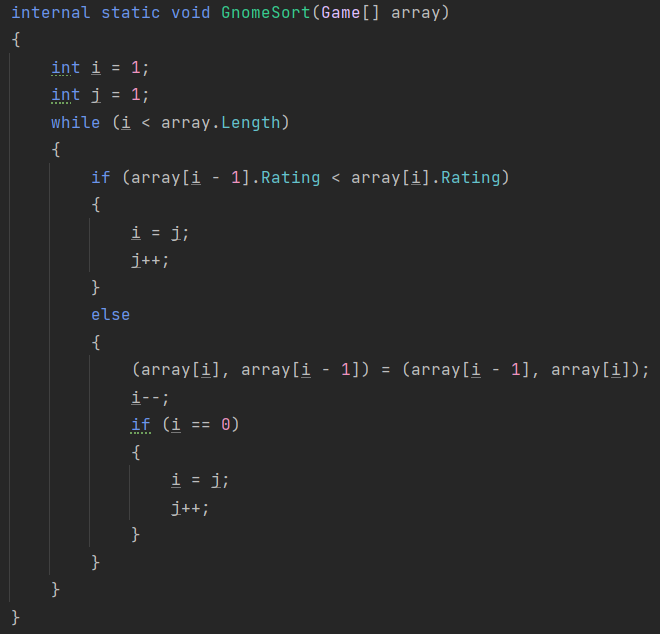 internal static void GnomeSort(Game[] array)
{
    int i = 1;
    int j = 1;
    while (i < array.Length)
    {
        if (array[i - 1].Rating < array[i].Rating)
        {
            i = j;
            j++;
        }
        else
        {
            (array[i], array[i - 1]) = (array[i - 1], array[i]);
            i--;
            if (i == 0)
            {
                i = j;
                j++;
            }
        }
    }
}